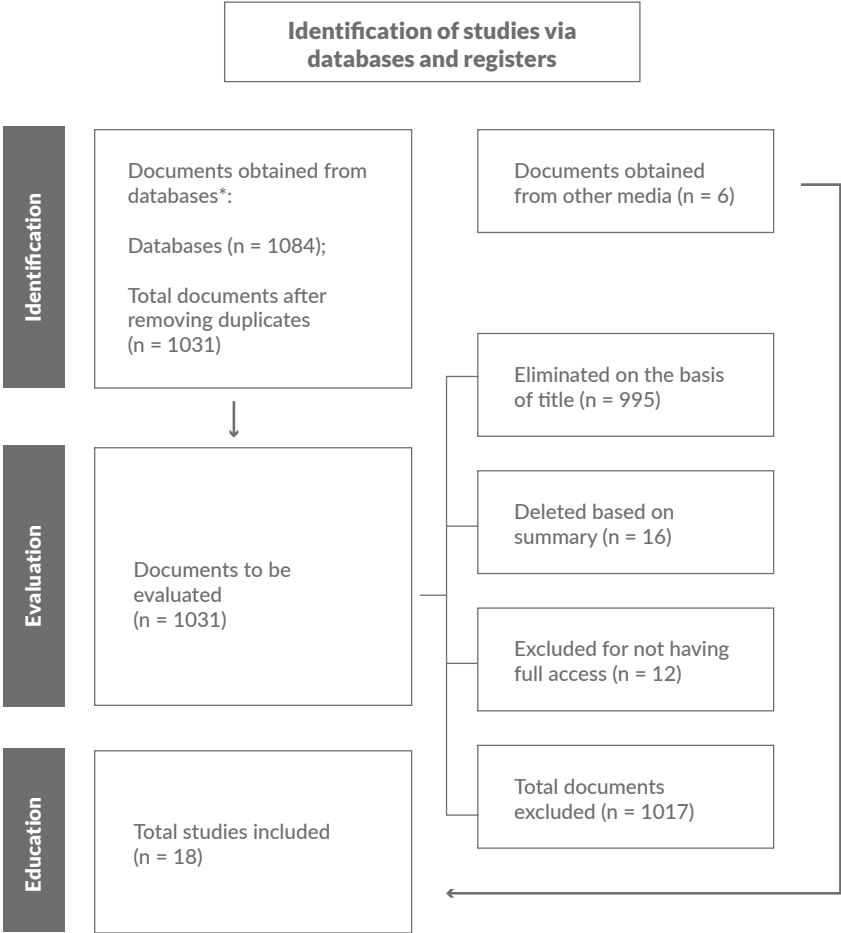 Identification of studies via
databases and registers
Identification
Documents obtained from
databases*:
Databases (n = 1084);
Total documents after
removing duplicates
(n = 1031)
Documents obtained
from other media (n = 6)
Evaluation
Documents to be
evaluated
(n = 1031)
Eliminated on the basis
of title (n = 995)
Deleted based on
summary (n = 16)
Excluded for not having
full access (n = 12)
Total documents
excluded (n = 1017)
Education
Total studies included
(n = 18)